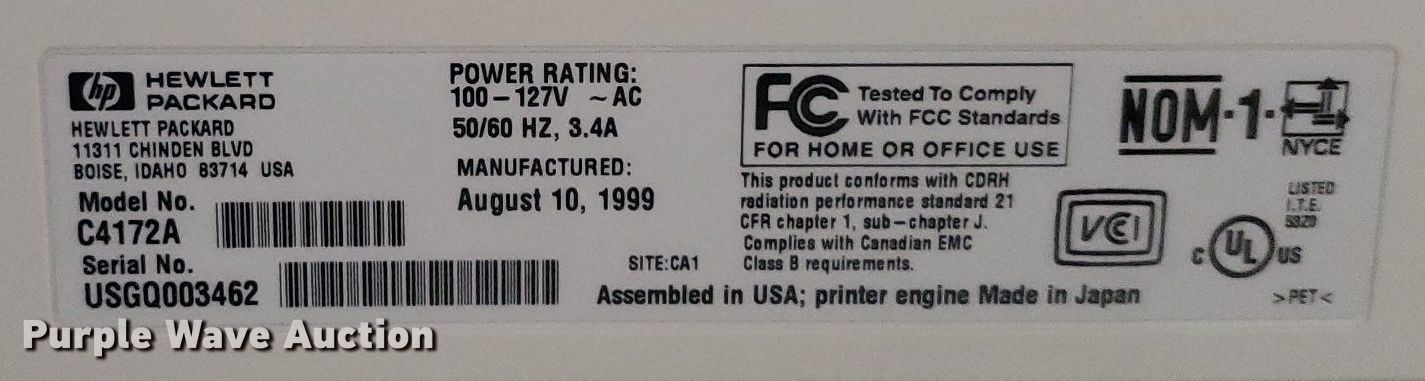 hp HEWLETT
PACKARD
HEWLETT PACKARD
11311 CHINDEN BLVD
BOISE, IDAHO 83714 USA
Model No.
C4172A
Serial No.
USGQ003462
POWER RATING:
100-127V ~ AC
50/60 HZ, 3.4A
MANUFACTURED:
August 10, 1999
SITE:CA1
FC Tested To Comply
With FCC Standards
FOR HOME OR OFFICE USE
This product conforms with CDRH
radiation performance standard 21
CFR chapter 1, sub-chapter J.
Complies with Canadian EMC
Class B requirements.
Assembled in USA; printer engine Made in Japan
NOM-1-
NYCE
VCI
LISTED
I.T.E.
C UL US
>PET<
Purple Wave Auction